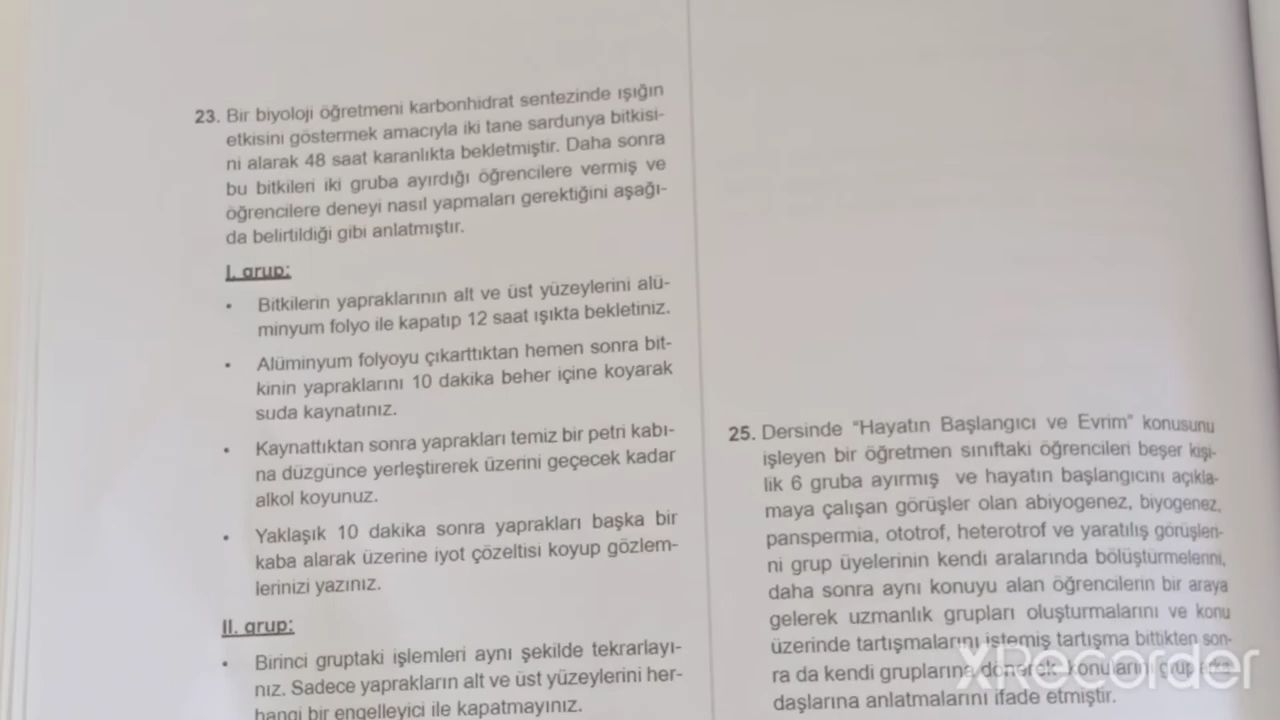 23. Bir biyoloji öğretmeni karbonhidrat sentezinde ışığın
etkisini göstermek amacıyla iki tane sardunya bitkisi-
ni alarak 48 saat karanlıkta bekletmiştir. Daha sonra
bu bitkileri iki gruba ayırdığı öğrencilere vermiş ve
öğrencilere deneyi nasıl yapmaları gerektiğini aşağı-
da belirtildiği gibi anlatmıştır.
I. grup:
• Bitkilerin yapraklarının alt ve üst yüzeylerini alü-
minyum folyo ile kapatıp 12 saat ışıkta bekletiniz.
• Alüminyum folyoyu çıkarttıktan hemen sonra bit-
kinin yapraklarını 10 dakika beher içine koyarak
suda kaynatınız.
• Kaynattıktan sonra yaprakları temiz bir petri kabı-
na düzgünce yerleştirerek üzerini geçecek kadar
alkol koyunuz.
• Yaklaşık 10 dakika sonra yaprakları başka bir
kaba alarak üzerine iyot çözeltisi koyup gözlem-
lerinizi yazınız.
II. grup:
• Birinci gruptaki işlemleri aynı şekilde tekrarlayı-
nız. Sadece yaprakların alt ve üst yüzeylerini her-
hangi bir engelleyici ile kapatmayınız.
25. Dersinde “Hayatın Başlangıcı ve Evrim” konusunu
işleyen bir öğretmen sınıftaki öğrencileri beşer kişi-
lik 6 gruba ayırmış ve hayatın başlangıcını açıkla-
maya çalışan görüşler olan abiyogenez, biyogenez,
panspermia, ototrof, heterotrof ve yaratılış görüşleri-
ni grup üyelerinin kendi aralarında bölüştürmelerini,
daha sonra aynı konuyu alan öğrencilerin bir araya
gelerek uzmanlık grupları oluşturmalarını ve konu
üzerinde tartışmalarını istemiş tartışma bittikten son-
ra da kendi gruplarına dönerek konularını grup arka-
daşlarına anlatmalarını ifade etmiştir.
XRecorder